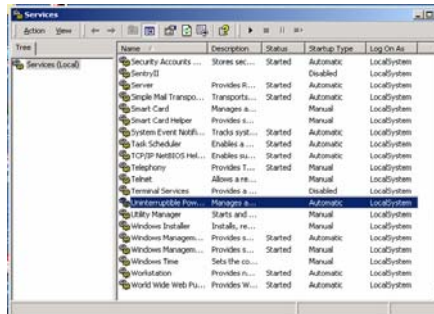 Services
Action View
Tree
Services (Local)
Name Description Status Startup Type Log On As
Security Accounts ... Stores sec... Started Automatic LocalSystem
SentryII Disabled LocalSystem
Server Provides R... Started Automatic LocalSystem
Simple Mail Transpo... Transports... Started Automatic LocalSystem
Smart Card Manages a... Manual LocalSystem
Smart Card Helper Provides s... Manual LocalSystem
System Event Notifi... Tracks syst... Started Automatic LocalSystem
Task Scheduler Enables a ... Started Automatic LocalSystem
TCP/IP NetBIOS Hel... Enables su... Started Automatic LocalSystem
Telephony Provides T... Started Manual LocalSystem
Telnet Allows a re... Manual LocalSystem
Terminal Services Provides a ... Disabled LocalSystem
Uninterruptible Pow... Manages a... Automatic LocalSystem
Utility Manager Starts and ... Manual LocalSystem
Windows Installer Installs, re... Manual LocalSystem
Windows Managem... Provides s... Started Automatic LocalSystem
Windows Managem... Provides s... Started Manual LocalSystem
Windows Time Sets the co... Manual LocalSystem
Workstation Provides n... Started Automatic LocalSystem
World Wide Web Pu... Provides W... Started Automatic LocalSystem